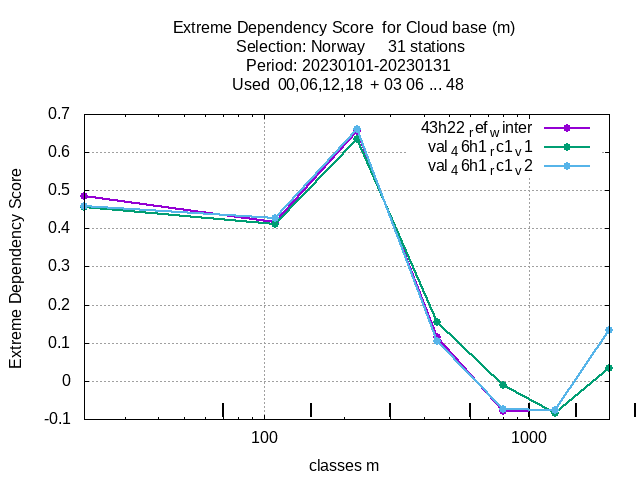 Extreme Dependency Score  for Cloud base (m)
Selection: Norway     31 stations
Period: 20230101-20230131
Used  00,06,12,18  + 03 06 ... 48
43h22 ref winter
val 4 6h1 r c1 v 1
val 4 6h1 r c1 v 2
0.7
0.6
0.5
0.4
0.3
0.2
0.1
0
-0.1
Extreme Dependency Score
100
1000
classes m